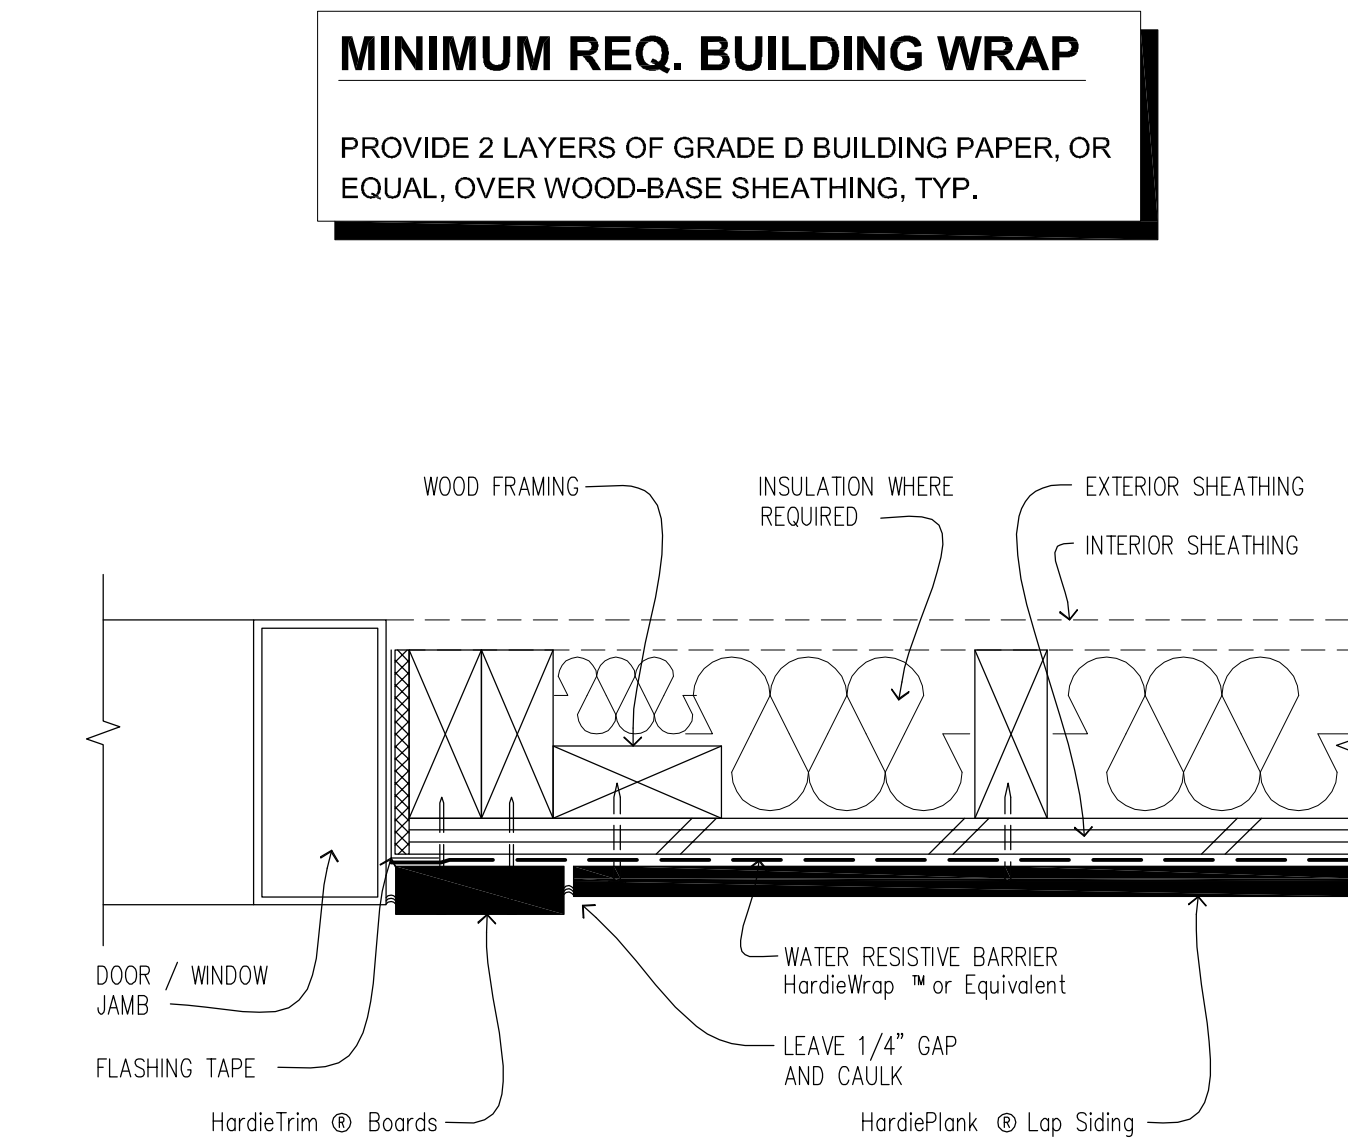 MINIMUM REQ. BUILDING WRAP
PROVIDE 2 LAYERS OF GRADE D BUILDING PAPER, OR
EQUAL, OVER WOOD-BASE SHEATHING, TYP.
WOOD FRAMING
INSULATION WHERE
REQUIRED
EXTERIOR SHEATHING
INTERIOR SHEATHING
DOOR / WINDOW
JAMB
FLASHING TAPE
HardieTrim ® Boards
WATER RESISTIVE BARRIER
HardieWrap ™ or Equivalent
LEAVE 1/4" GAP
AND CAULK
HardiePlank ® Lap Siding